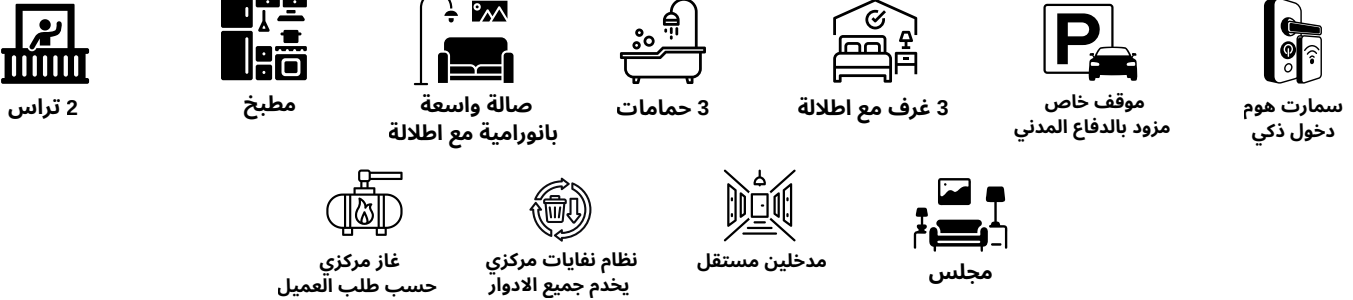 سمارت هوم
دخول ذكي
موقف خاص
مزود بالدفاع المدني
3 غرف مع اطلالة
3 حمامات
صالة واسعة
بانورامية مع اطلالة
مطبخ
2 تراس
مجلس
مدخلين مستقل
نظام نفايات مركزي
يخدم جميع الادوار
غاز مركزي
حسب طلب العميل
P